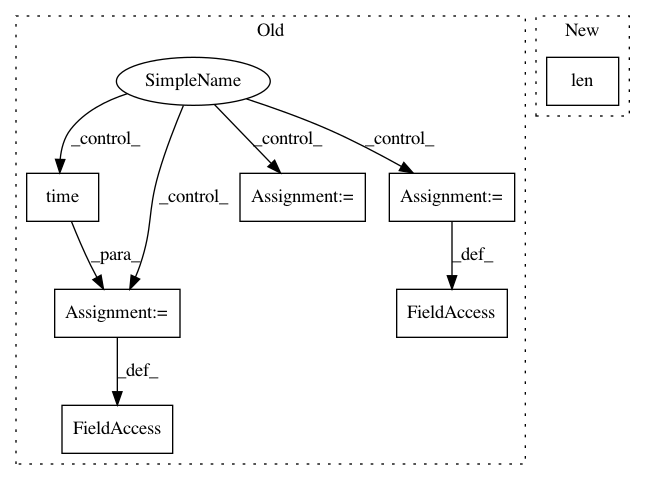 Old
New
SimpleName
len
_control_
_control_
_control_
_control_
time
Assignment:=
Assignment:=
_para_
_def_
Assignment:=
FieldAccess
_def_
FieldAccess